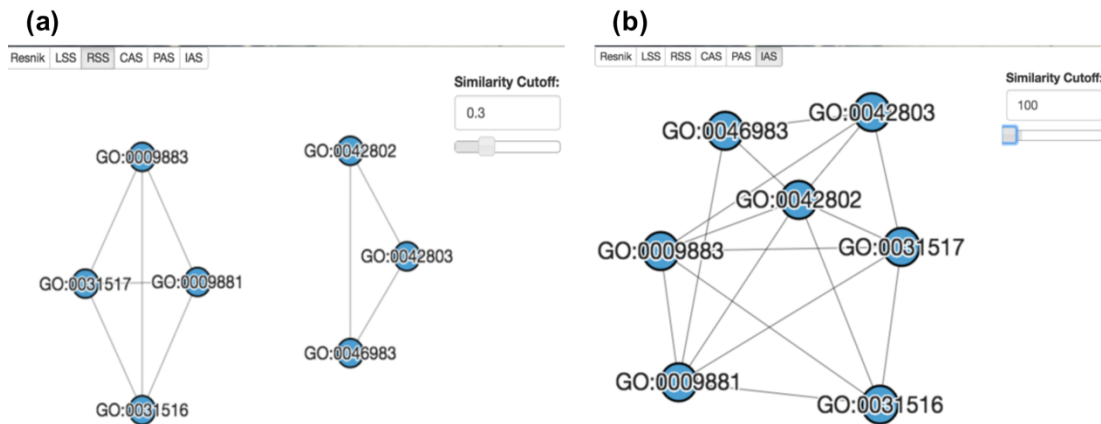 (a)
Resnik LSS RSS CAS PAS IAS
Similarity Cutoff:
0.3
GO:0009883
GO:0042802
GO:0042803
GO:0031517
GO:0009881
GO:0046983
GO:0031516
(b)
Resnik LSS RSS CAS PAS IAS
Similarity Cutoff:
100
GO:0042803
GO:0046983
GO:0042802
GO:0009883
GO:0031517
GO:0009881
GO:0031516